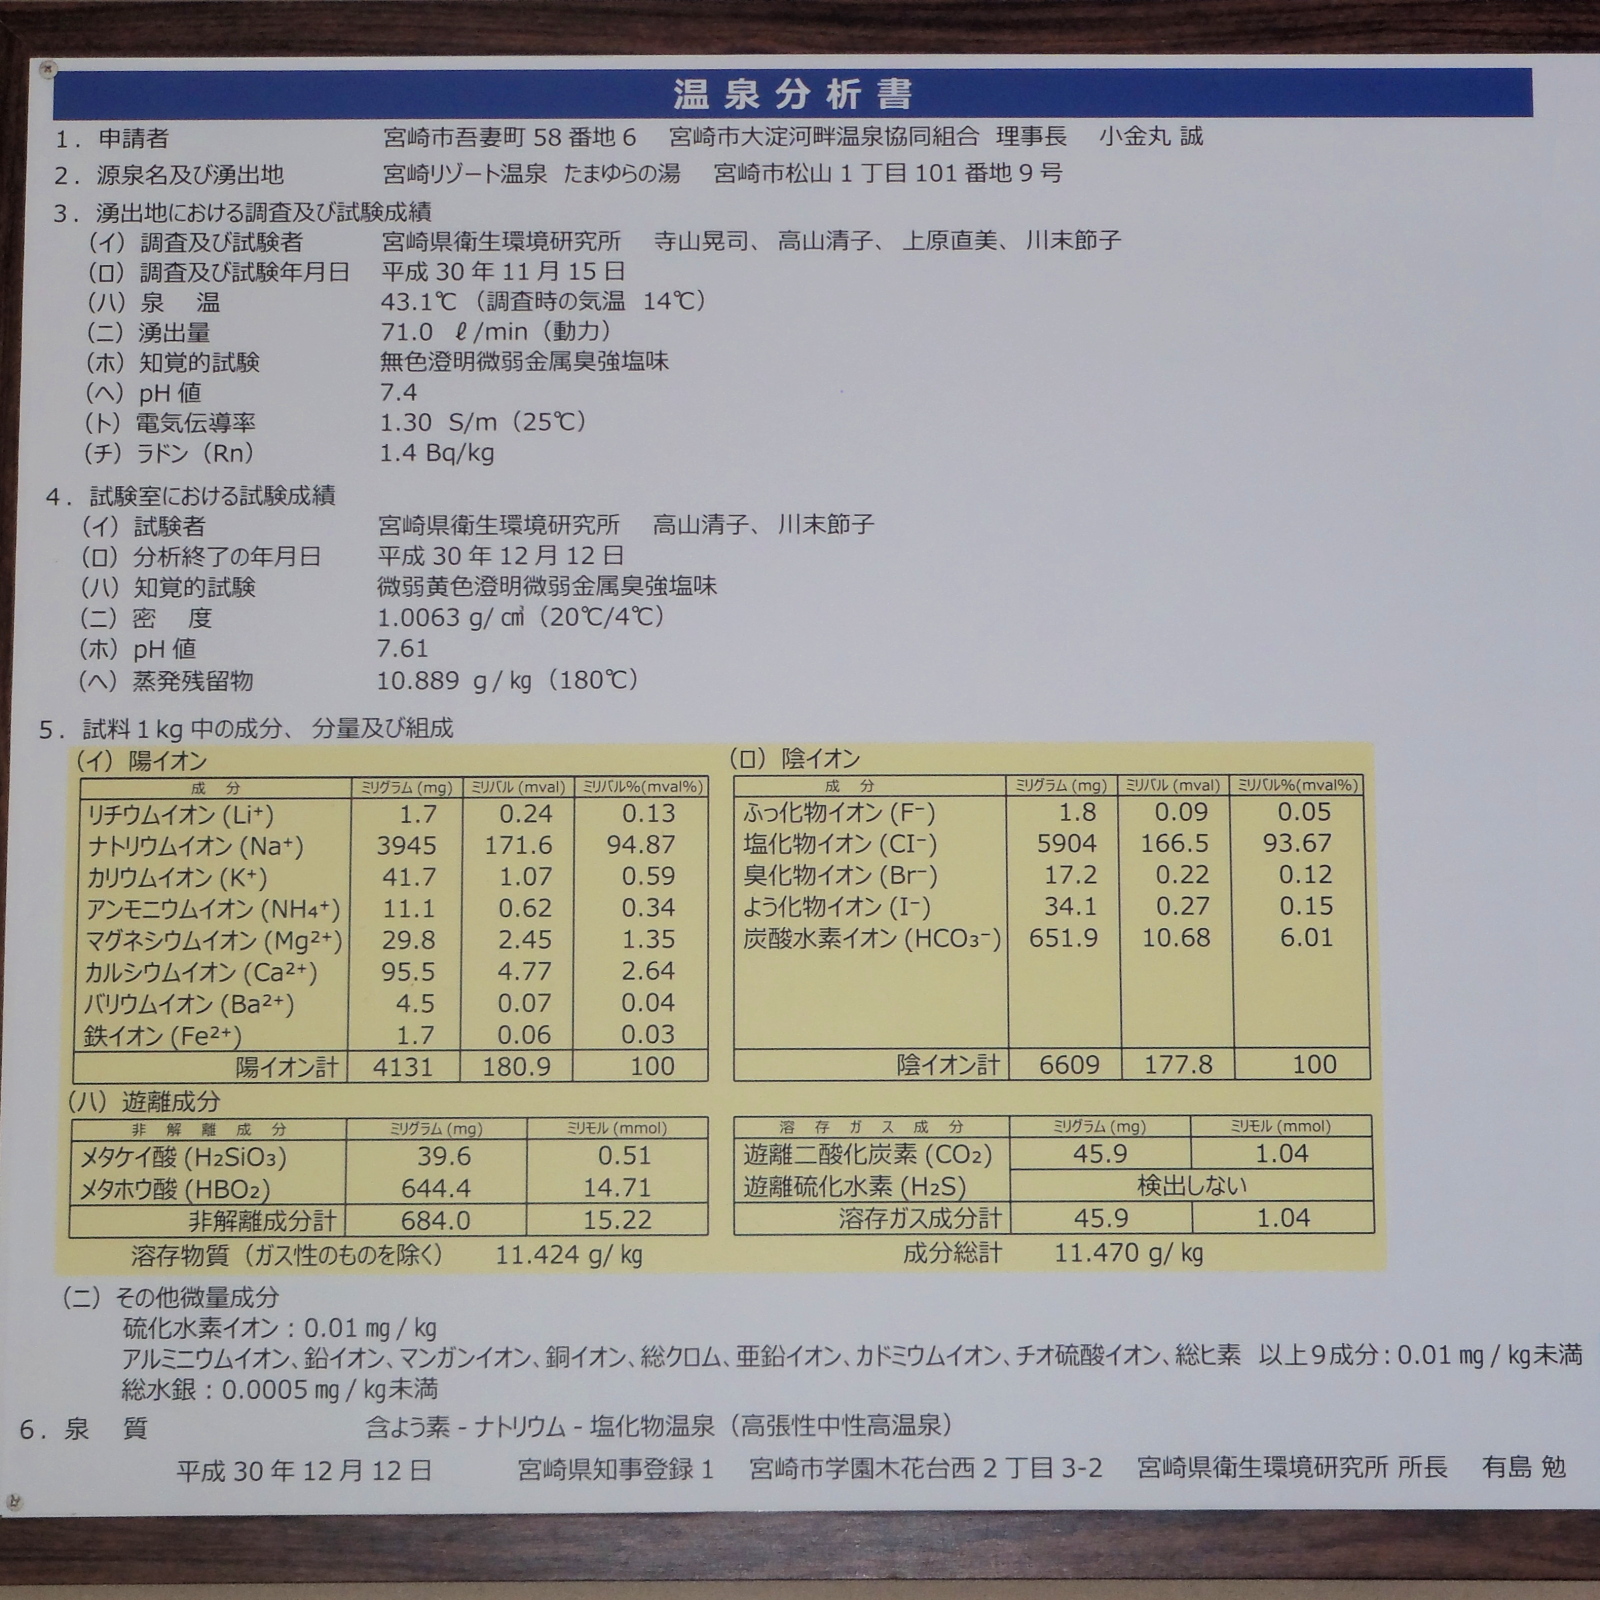 温泉分析書
1．申請者 宮崎市吾妻町 58 番地 6 宮崎市大淀河畔温泉協同組合 理事長 小金丸 誠
2．源泉名及び湧出地 宮崎リゾート温泉 たまゆらの湯 宮崎市松山 1 丁目 101 番地 9 号
3．湧出地における調査及び試験成績
（イ）調査及び試験者 宮崎県衛生環境研究所 寺山晃司、高山清子、上原直美、川末節子
（ロ）調査及び試験年月日 平成 30 年 11 月 15 日
（ハ）泉 温 43.1℃（調査時の気温 14℃）
（ニ）湧出量 71.0 ℓ/min（動力）
（ホ）知覚的試験 無色澄明微弱金属臭強塩味
（ヘ）pH 値 7.4
（ト）電気伝導率 1.30 S/m（25℃）
（チ）ラドン（Rn） 1.4 Bq/kg
4．試験室における試験成績
（イ）試験者 宮崎県衛生環境研究所 高山清子、川末節子
（ロ）分析終了の年月日 平成 30 年 12 月 12 日
（ハ）知覚的試験 微弱黄色澄明微弱金属臭強塩味
（ニ）密 度 1.0063 g/ ㎤（20℃/4℃）
（ホ）pH 値 7.61
（ヘ）蒸発残留物 10.889 g/kg（180℃）
5．試料 1 kg 中の成分、分量及び組成
（イ）陽イオン
成 分 ミリグラム (mg) ミリバル (mval) ミリバル%(mval%)
リチウムイオン (Li⁺) 1.7 0.24 0.13
ナトリウムイオン (Na⁺) 3945 171.6 94.87
カリウムイオン (K⁺) 41.7 1.07 0.59
アンモニウムイオン (NH₄⁺) 11.1 0.62 0.34
マグネシウムイオン (Mg²⁺) 29.8 2.45 1.35
カルシウムイオン (Ca²⁺) 95.5 4.77 2.64
バリウムイオン (Ba²⁺) 4.5 0.07 0.04
鉄イオン (Fe²⁺) 1.7 0.06 0.03
陽イオン計 4131 180.9 100
（ロ）陰イオン
成 分 ミリグラム (mg) ミリバル (mval) ミリバル%(mval%)
ふっ化物イオン (F⁻) 1.8 0.09 0.05
塩化物イオン (Cl⁻) 5904 166.5 93.67
臭化物イオン (Br⁻) 17.2 0.22 0.12
よう化物イオン (I⁻) 34.1 0.27 0.15
炭酸水素イオン (HCO₃⁻) 651.9 10.68 6.01
陰イオン計 6609 177.8 100
（ハ）遊離成分
非解離成分 ミリグラム (mg) ミリモル (mmol)
メタケイ酸 (H₂SiO₃) 39.6 0.51
メタホウ酸 (HBO₂) 644.4 14.71
非解離成分計 684.0 15.22
溶存ガス成分 ミリグラム (mg) ミリモル (mmol)
遊離二酸化炭素 (CO₂) 45.9 1.04
遊離硫化水素 (H₂S) 検出しない
溶存ガス成分計 45.9 1.04
溶存物質（ガス性のものを除く） 11.424 g/ kg 成分総計 11.470 g/ kg
（ニ）その他微量成分
硫化水素イオン：0.01 mg / kg
アルミニウムイオン、鉛イオン、マンガンイオン、銅イオン、総クロム、亜鉛イオン、カドミウムイオン、チオ硫酸イオン、総ヒ素 以上９成分：0.01 mg / kg未満
総水銀：0.0005 mg / kg未満
6．泉 質 含よう素 - ナトリウム - 塩化物温泉（高張性中性高温泉）
平成 30 年 12 月 12 日 宮崎県知事登録 1 宮崎市学園木花台西 2 丁目 3-2 宮崎県衛生環境研究所 所長 有島 勉